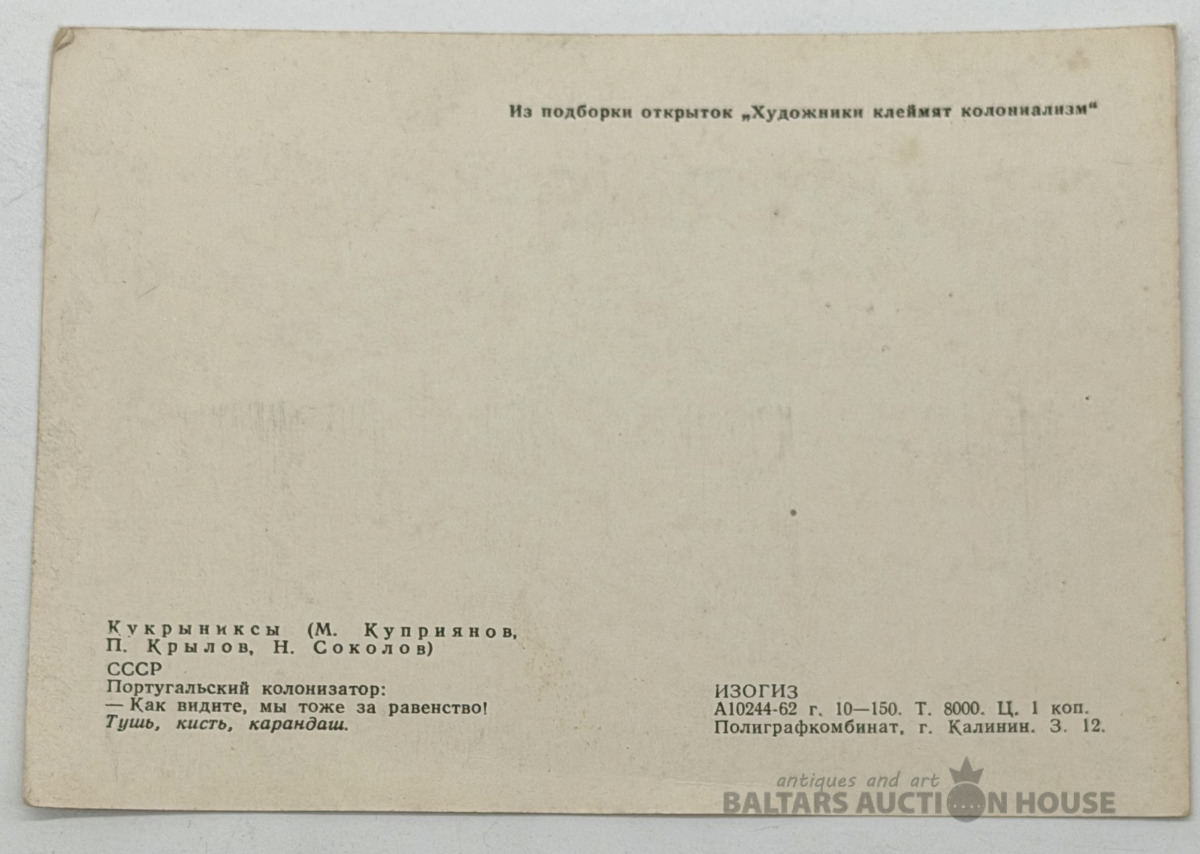 Из подборки открыток „Художники клеймят колониализм“
Кукрыниксы (М. Куприянов,
П. Крылов, Н. Соколов)
СССР
Португальский колонизатор:
— Как видите, мы тоже за равенство!
Тушь, кисть, карандаш.
ИЗОГИЗ
А10244-62 г. 10—150. Т. 8000. Ц. 1 коп.
Полиграфкомбинат, г. Калинин. З. 12.
antiques and art
BALTARS AUCTION HOUSE